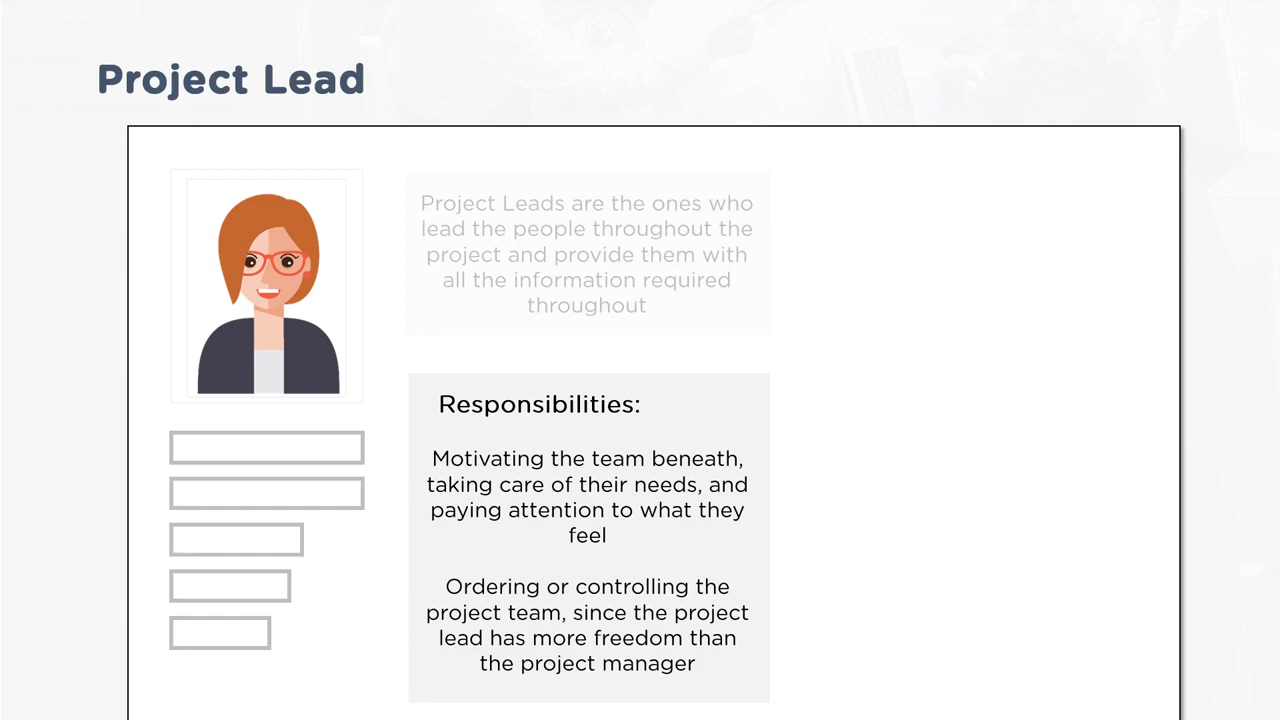 Project Lead
Project Leads are the ones who
lead the people throughout the
project and provide them with
all the information required
throughout
Responsibilities:
Motivating the team beneath,
taking care of their needs, and
paying attention to what they
feel
Ordering or controlling the
project team, since the project
lead has more freedom than
the project manager